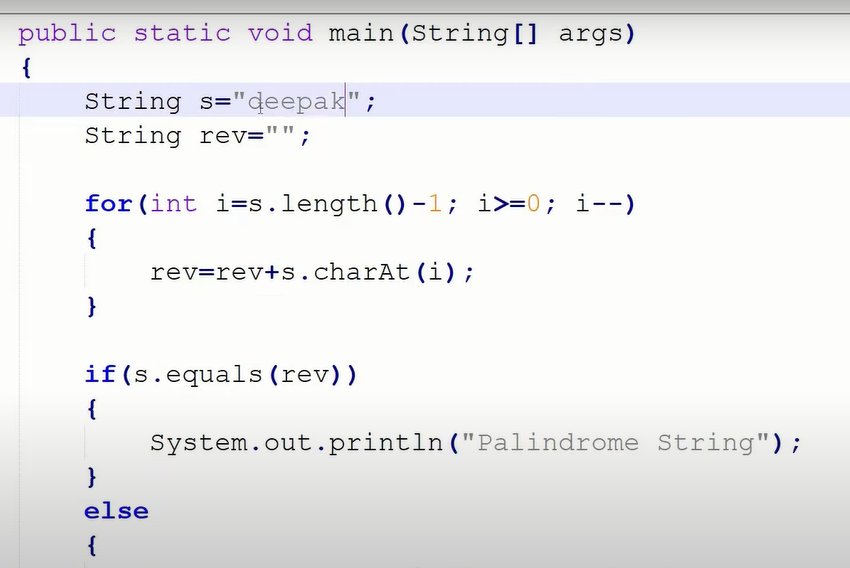 public static void main(String[] args)
{
String s="deepak";
String rev="";
for(int i=s.length()-1; i>=0; i--)
{
rev=rev+s.charAt(i);
}
if(s.equals(rev))
{
System.out.println("Palindrome String");
}
else
{